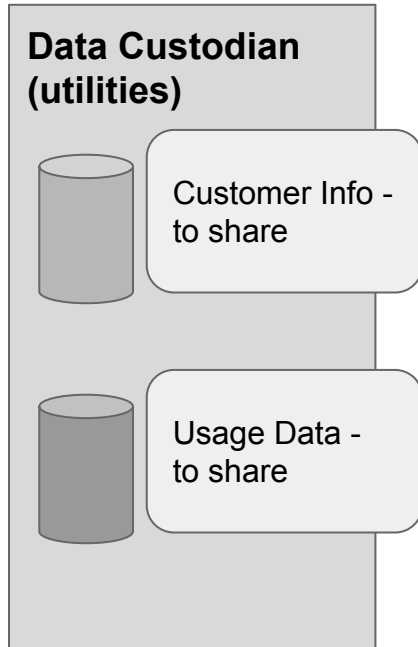 Data Custodian
(utilities)
Customer Info -
to share
Usage Data -
to share